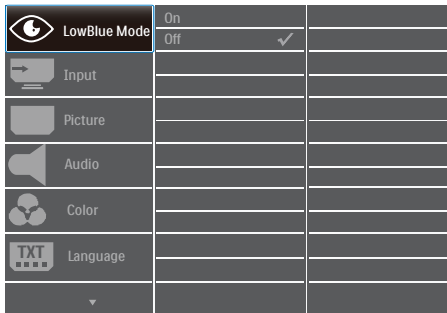 LowBlue Mode
On
Off
Input
Picture
Audio
Color
TXT
Language